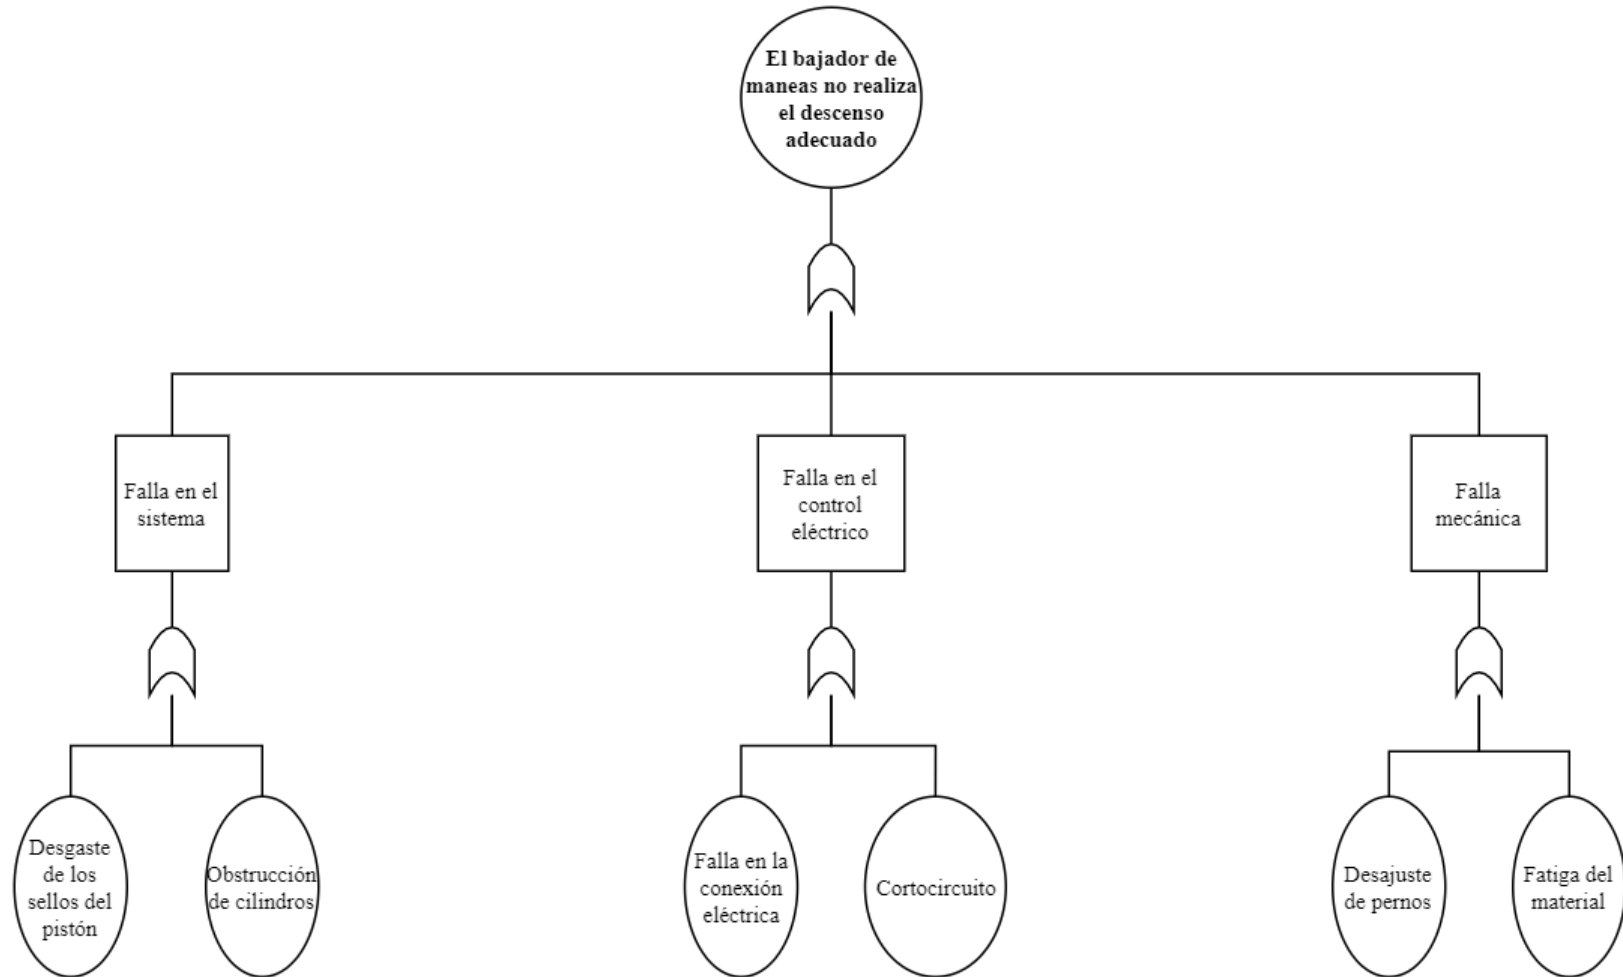 El bajador de
maneas no realiza
el descenso
adecuado
Falla en el
sistema
Falla en el
control
eléctrico
Falla
mecánica
Desgaste
de los
sellos del
pistón
Obstrucción
de cilindros
Falla en la
conexión
eléctrica
Cortocircuito
Desajuste
de pernos
Fatiga del
material